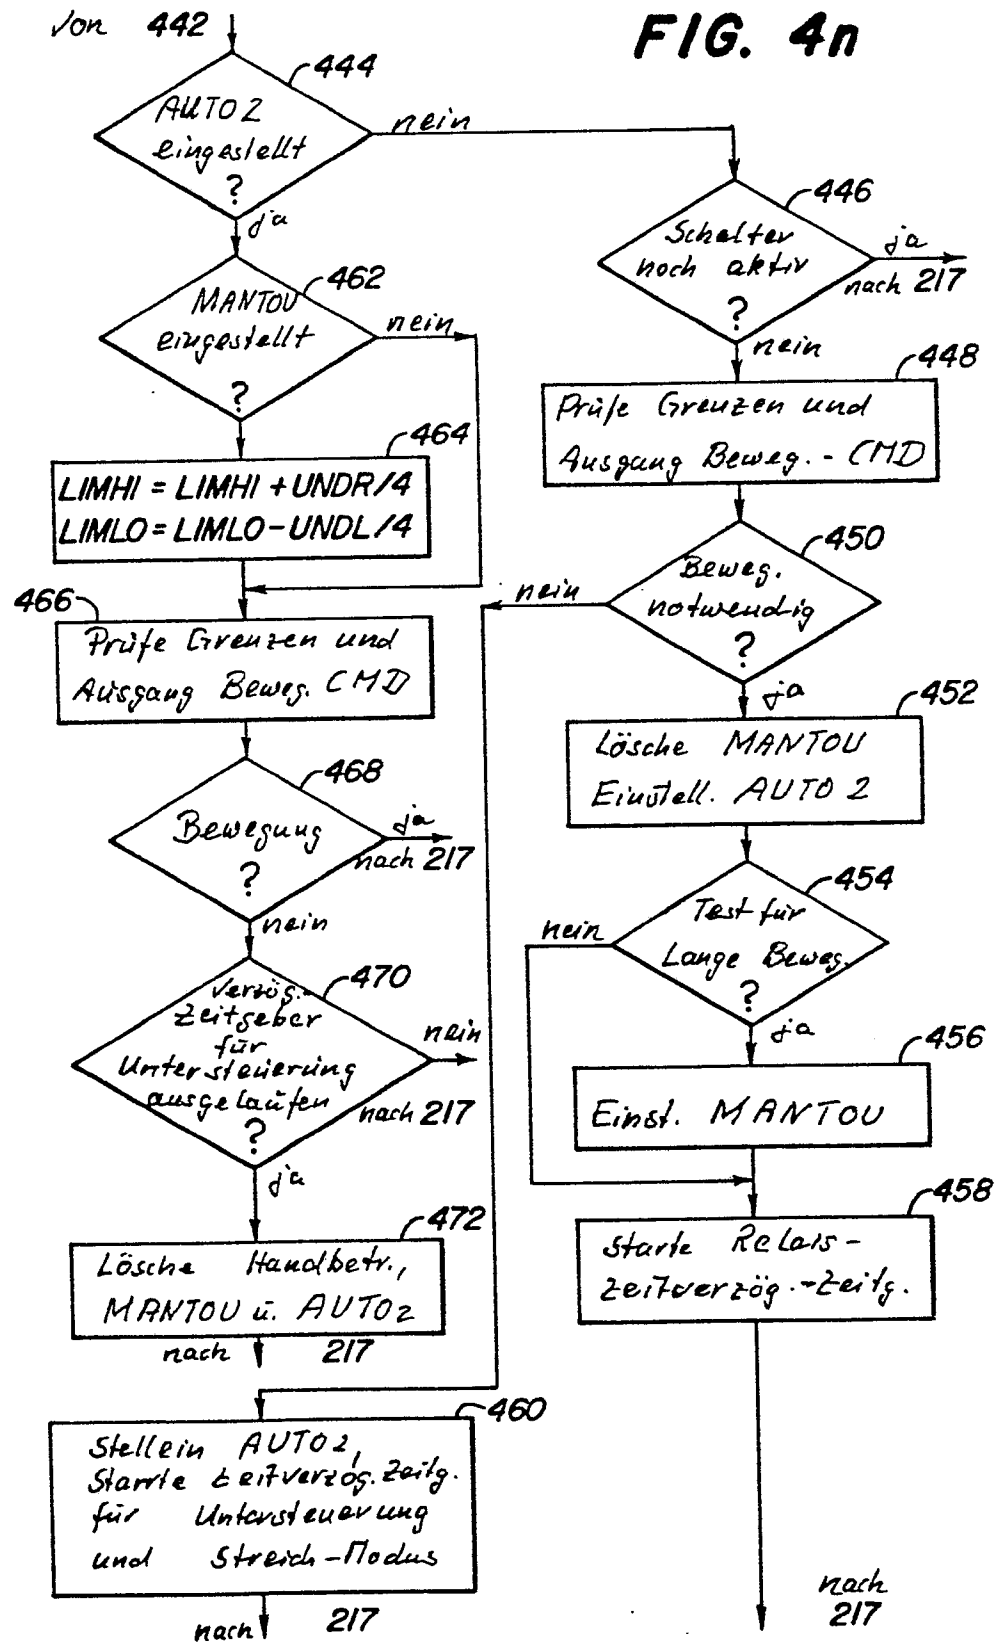 von 442
FIG. 4n
444
AUTO 2
eingestellt
?
nein
ja
446
Schalter
noch aktiv
?
ja
nach 217
nein
462
MANTOU
eingestellt
?
nein
448
Prüfe Grenzen und
Ausgang Beweg. - CMD
464
LIMHI = LIMHI + UNDR/4
LIMLO = LIMLO - UNDL/4
450
Beweg.
notwendig
?
nein
ja
466
Prüfe Grenzen und
Ausgang Beweg. CMD
452
Lösche MANTOU
Einstell. AUTO 2
468
Bewegung
?
ja
nach 217
nein
454
Test für
Lange Beweg.
?
nein
ja
470
Verzög.-
Zeitgeber
für
Untersteuerung
ausgelaufen
?
nein
nach 217
ja
456
Einst. MANTOU
458
Starte Relais-
Zeitverzög.-Zeitg.
nach
217
472
Lösche Handbetr.,
MANTOU u. AUTO2
nach 217
460
Stellein AUTO2,
Starrte Zeitverzög. Zeitg.
für Untersteuerung
und Streich-Modus
nach 217